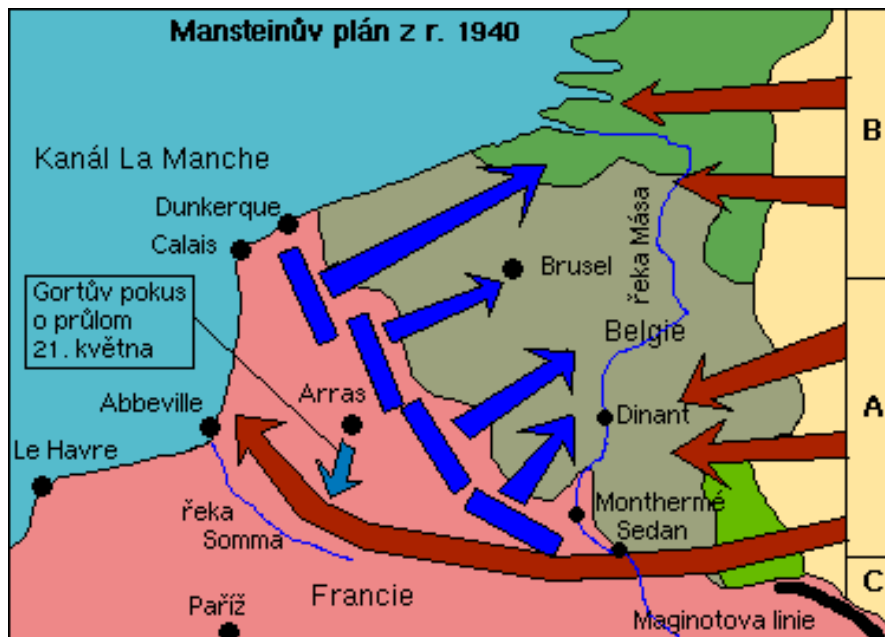 Mansteinův plán z r. 1940
B
Kanál La Manche
řeka Mása
Dunkerque
Calais
Brusel
Gortův pokus
o průlom
21. května
Belgie
Arras
Abbeville
A
Dinant
Le Havre
Monthermé
řeka
Somma
Sedan
C
Francie
Paříž
Maginotova linie